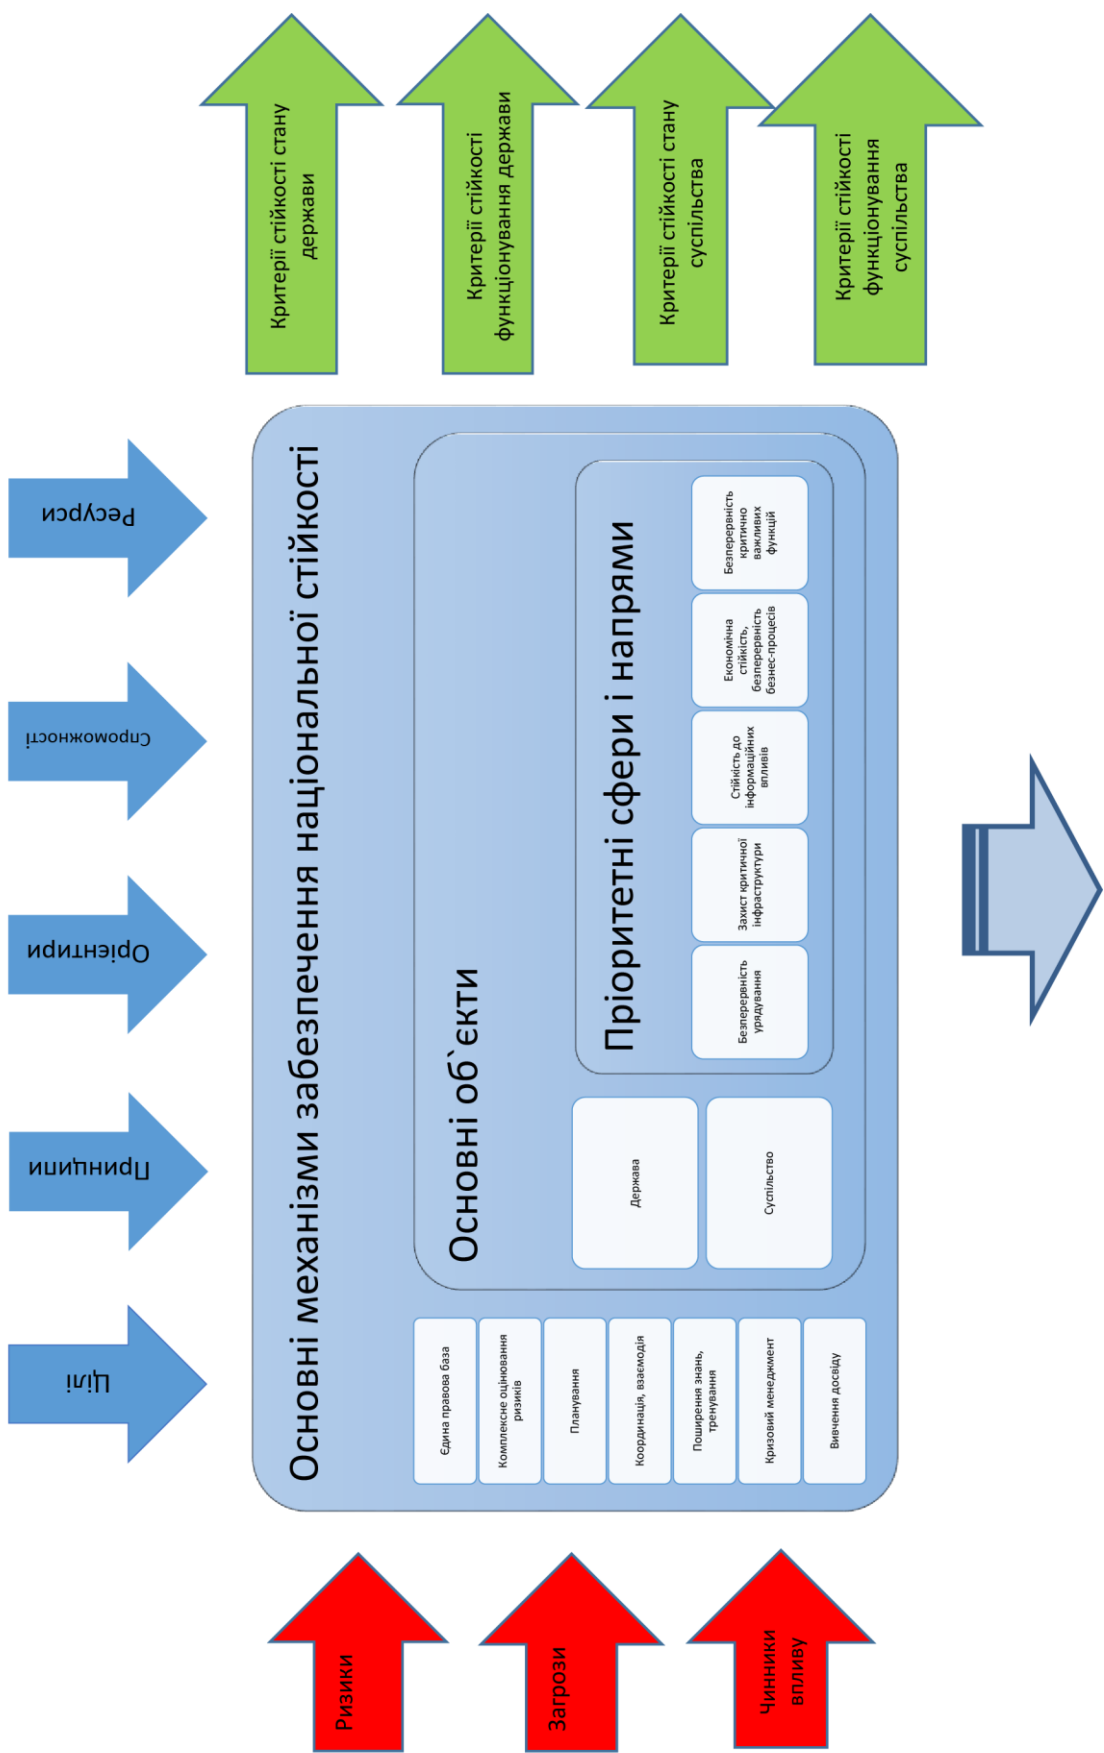 Цілі
Принципи
Орієнтири
Спроможності
Ресурси
Ризики
Загрози
Чинники
впливу
Основні механізми забезпечення національної стійкості
Єдина правова база
Комплексне оцінювання
ризиків
Планування
Координація, взаємодія
Поширення знань,
тренування
Кризовий менеджмент
Вивчення досвіду
Основні об`єкти
Держава
Суспільство
Пріоритетні сфери і напрями
Безперервність
урядування
Захист критичної
інфраструктури
Стійкість до
інформаційних
впливів
Економічна
стійкість,
безперервність
безнес-процесів
Безперервність
критично
важливих
функцій
Критерії стійкості стану
держави
Критерії стійкості
функціонування держави
Критерії стійкості стану
суспільства
Критерії стійкості
функціонування
суспільства